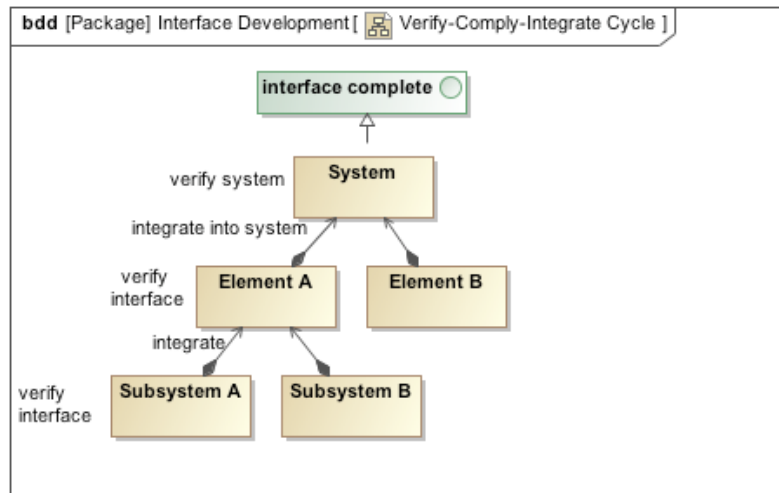 bdd [Package] Interface Development[ Verify-Comply-Integrate Cycle ]
interface complete
System
verify system
integrate into system
verify
interface
Element A
Element B
integrate
Subsystem A
Subsystem B
verify
interface